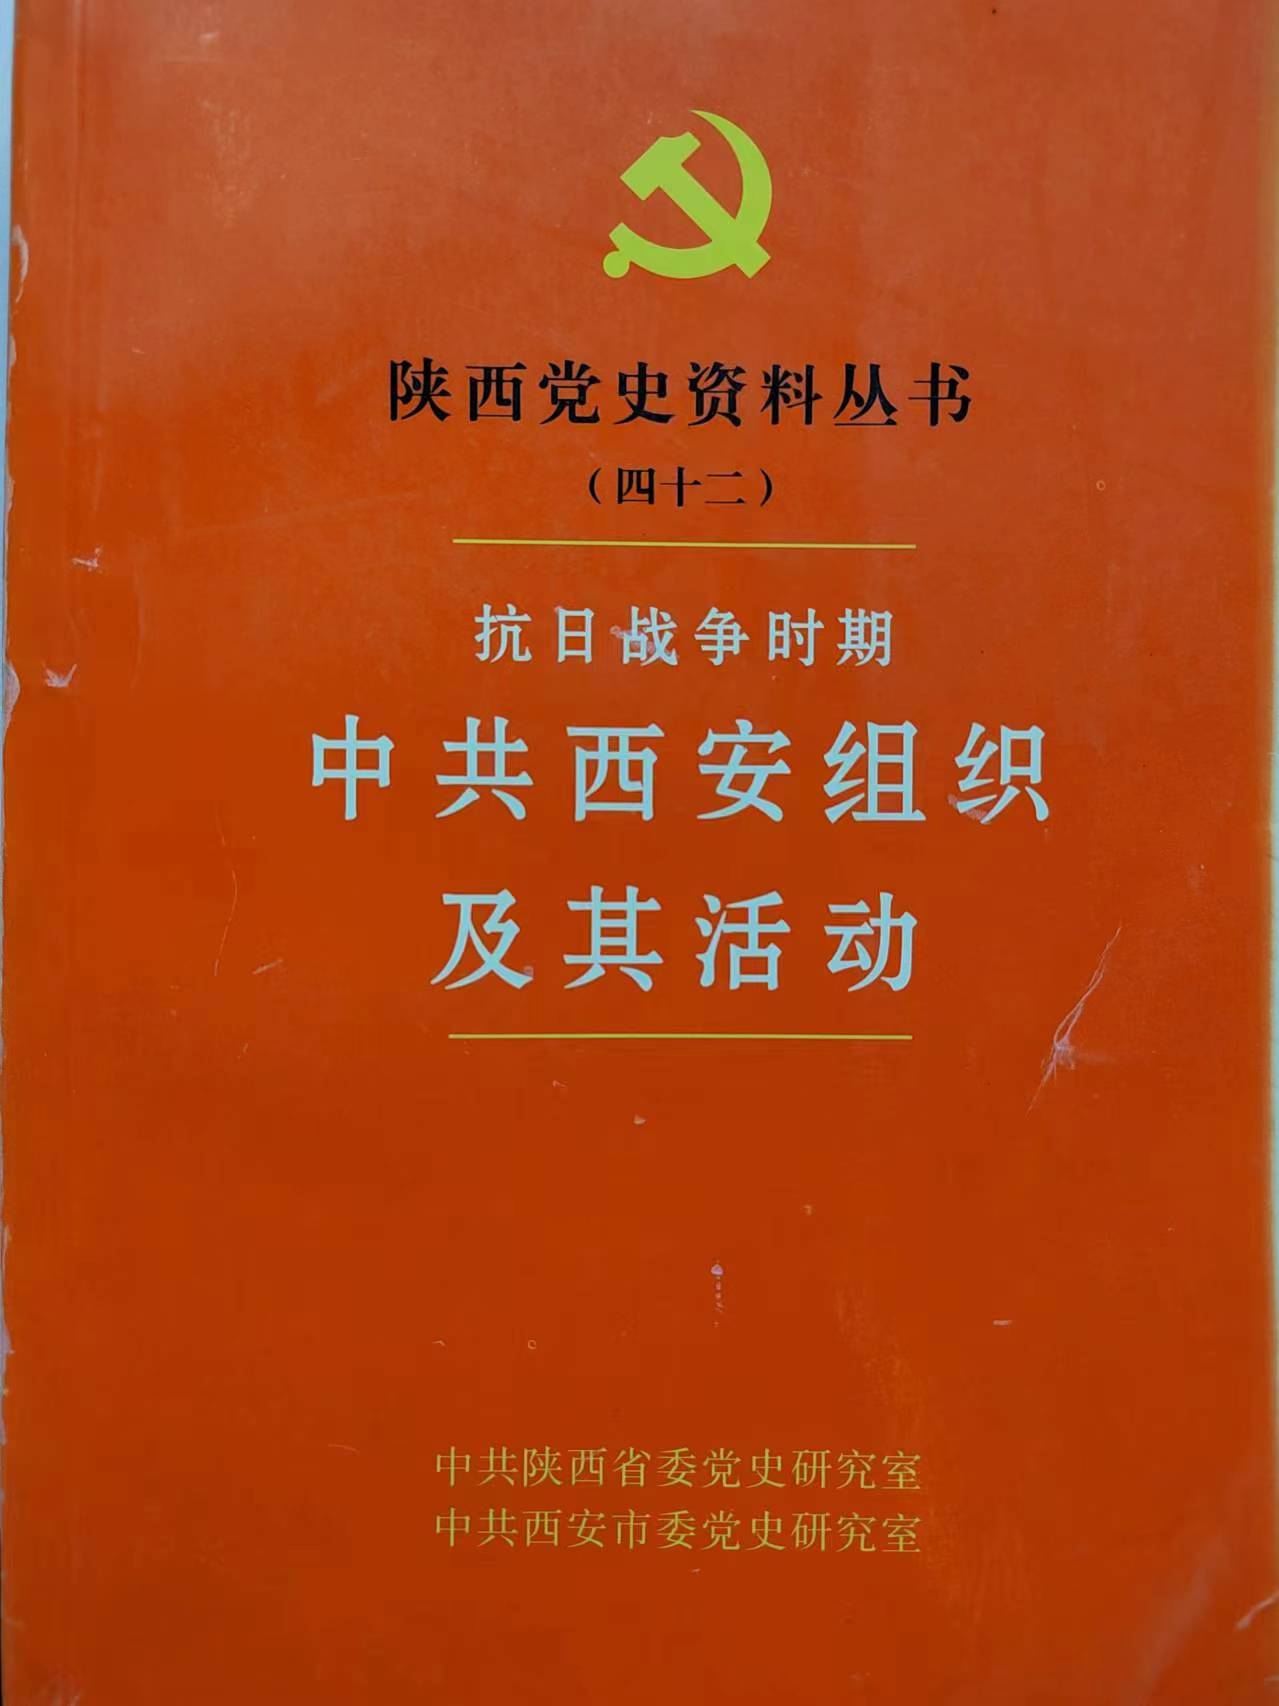 陕西党史资料丛书
（四十二）
抗日战争时期
中共西安组织
及其活动
中共陕西省委党史研究室
中共西安市委党史研究室